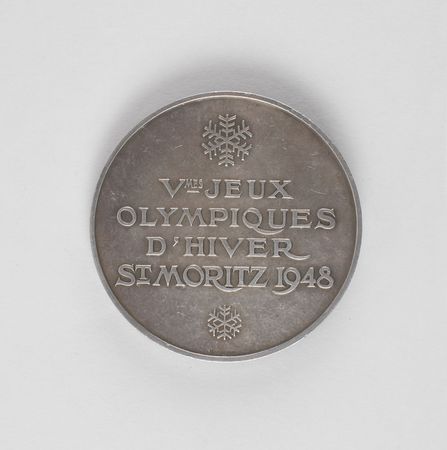 Vmes JEUX
OLYMPIQUES
D'HIVER
ST MORITZ 1948